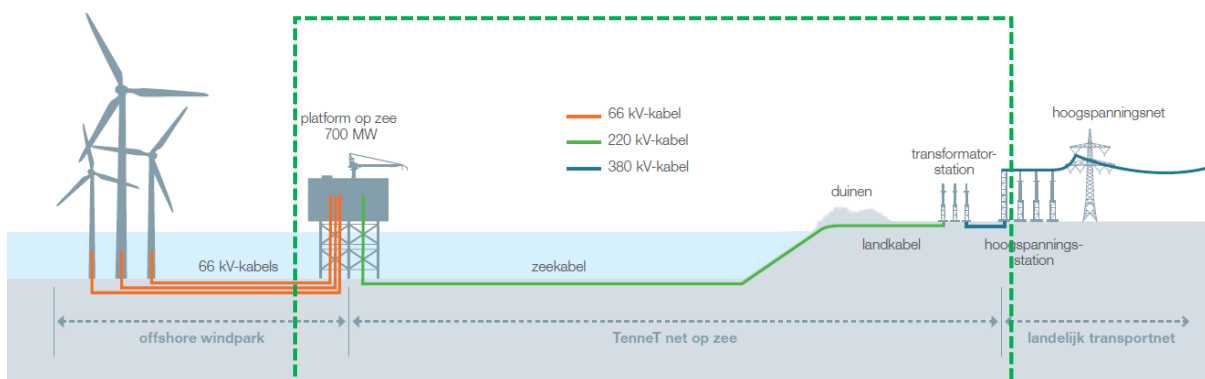 platform op zee
700 MW
66 kV-kabel
220 kV-kabel
380 kV-kabel
hoogspanningsnet
transformator-
station
duinen
66 kV-kabels
zeekabel
landkabel
hoogspannings-
station
offshore windpark
TenneT net op zee
landelijk transportnet